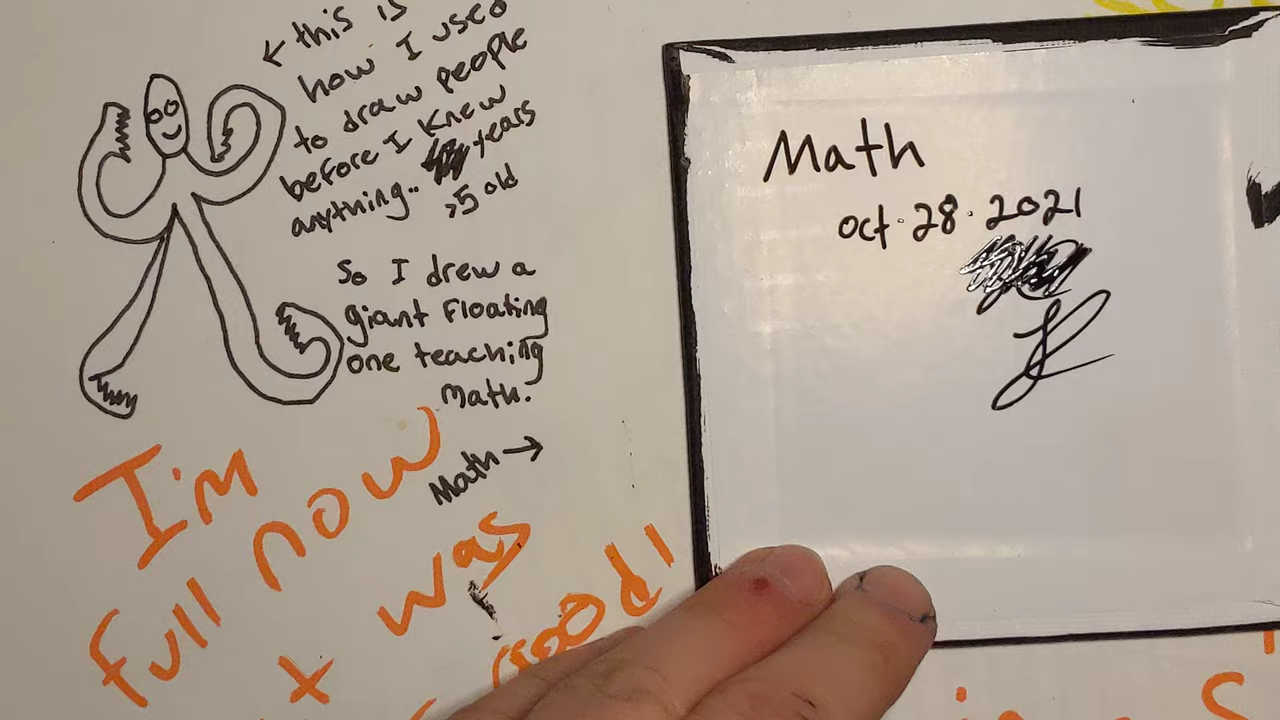 ← this is
how I used
to draw people
before I knew
anything.. years
>5 old
So I drew a
giant floating
one teaching
Math.
Math →
I'm
full now
was
good!
Math
Oct. 28. 2021